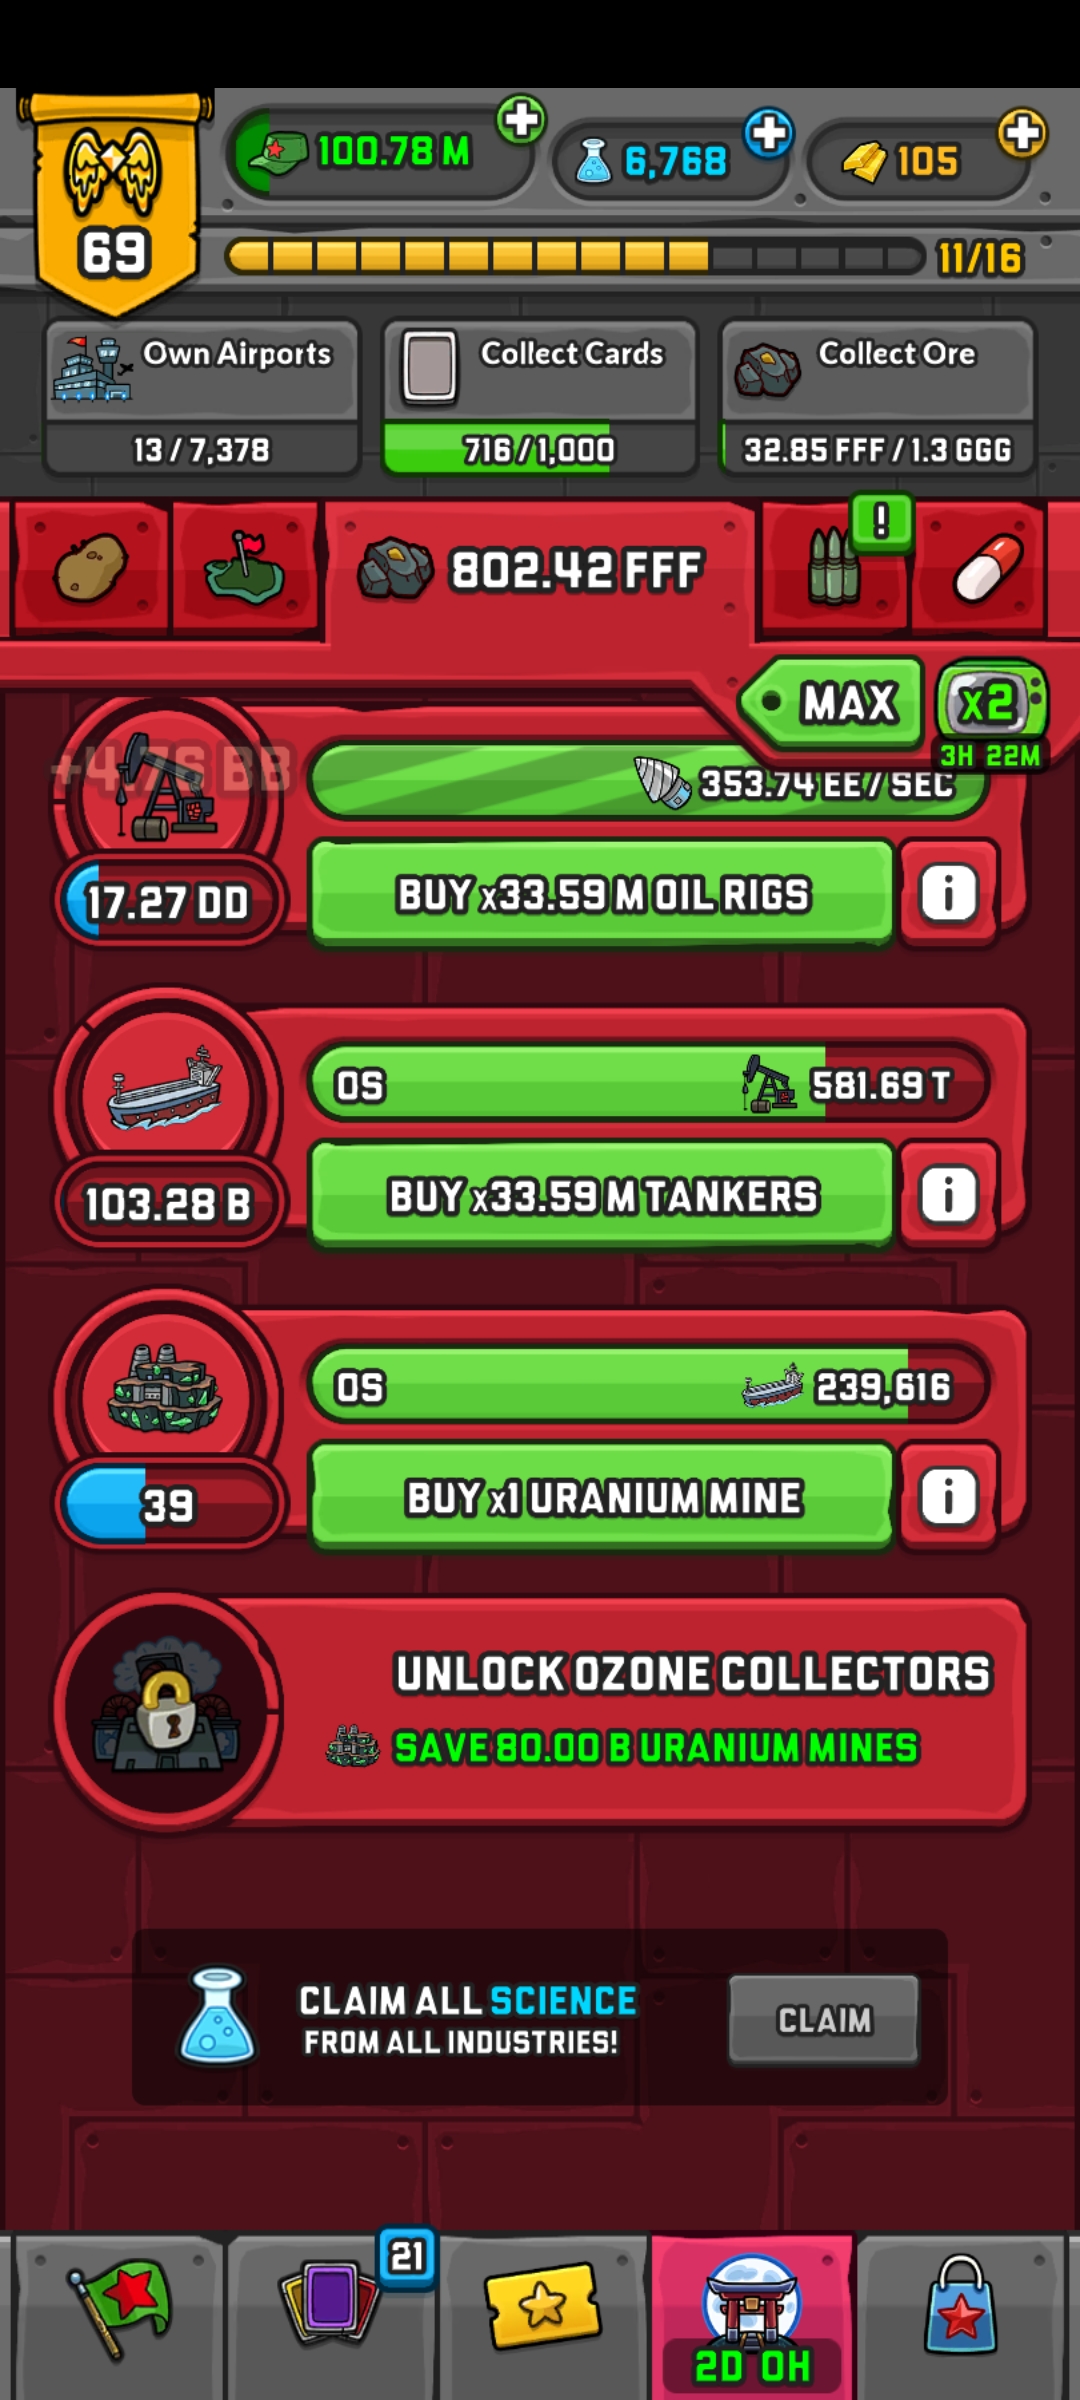 100.78 M
6,768
105
69
11/16
Own Airports
13 / 7,378
Collect Cards
716 / 1,000
Collect Ore
32.85 FFF / 1.3 GGG
802.42 FFF
!
MAX
x2
3H 22M
+4.76 BB
353.74 EE / SEC
17.27 DD
BUY x33.59 M OIL RIGS
i
0S
581.69 T
103.28 B
BUY x33.59 M TANKERS
i
0S
239,616
39
BUY x1 URANIUM MINE
i
UNLOCK OZONE COLLECTORS
SAVE 80.00 B URANIUM MINES
CLAIM ALL SCIENCE
FROM ALL INDUSTRIES!
CLAIM
21
2D 0H